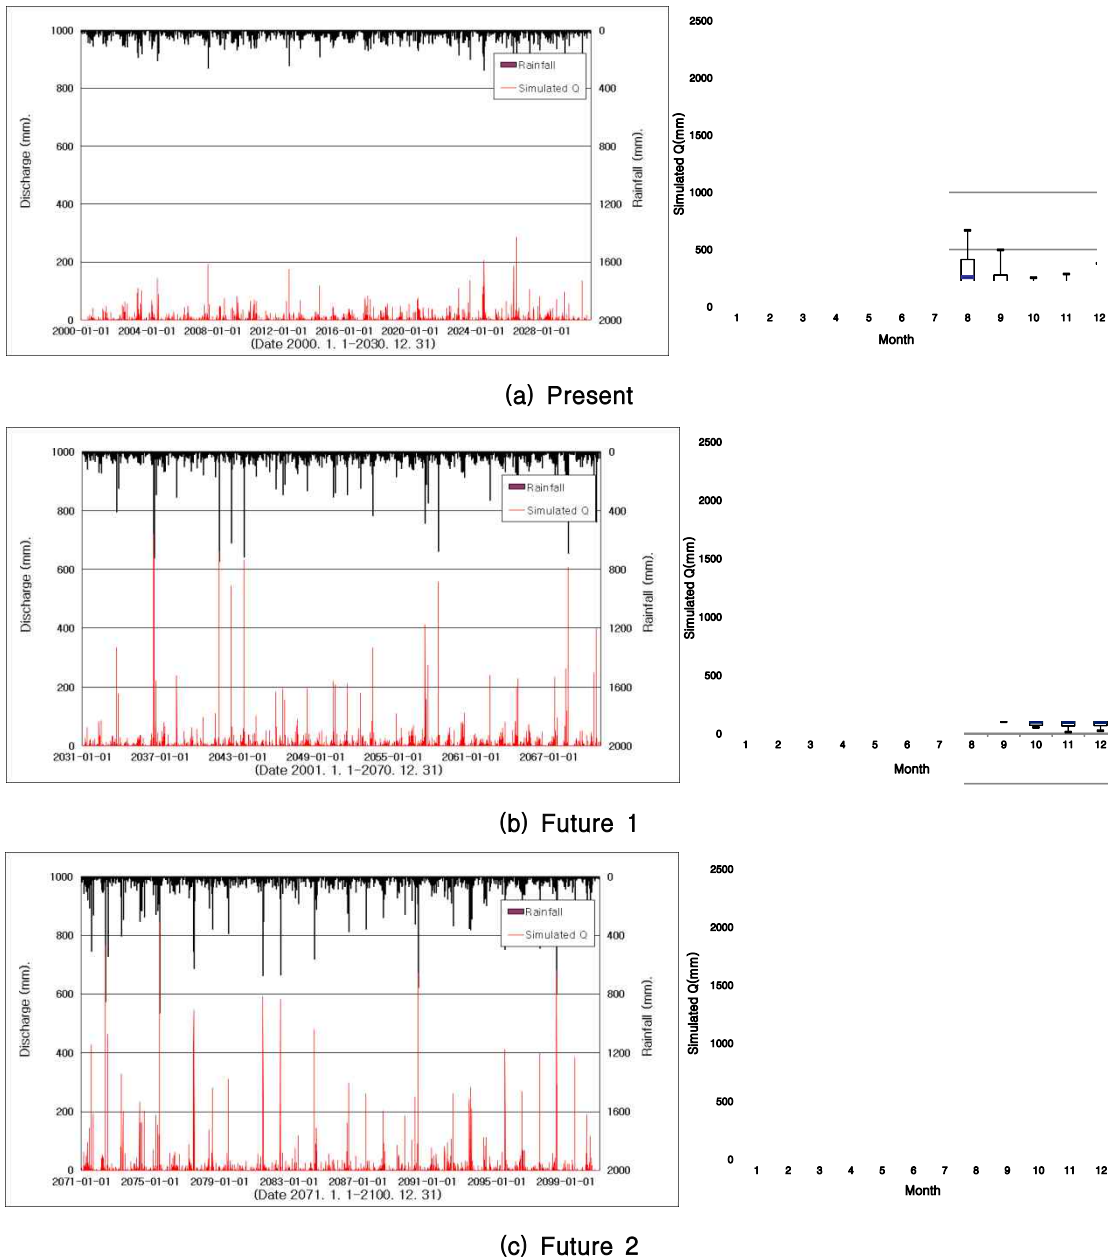 1000
800
600
400
200
0
Discharge (mm).
0
400
800
1200
1600
2000
Rainfall (mm).
Rainfall
Simulated Q
2000-01-01 2004-01-01 2008-01-01 2012-01-01 2016-01-01 2020-01-01 2024-01-01 2028-01-01
(Date 2000. 1. 1-2030. 12. 31)
2500
2000
1500
1000
500
0
Simulated Q(mm)
1 2 3 4 5 6 7 8 9 10 11 12
Month
(a) Present
1000
800
600
400
200
0
Discharge (mm).
0
400
800
1200
1600
2000
Rainfall (mm).
Rainfall
Simulated Q
2031-01-01 2037-01-01 2043-01-01 2049-01-01 2055-01-01 2061-01-01 2067-01-01
(Date 2001. 1. 1-2070. 12. 31)
2500
2000
1500
1000
500
0
Simulated Q(mm)
1 2 3 4 5 6 7 8 9 10 11 12
Month
(b) Future 1
1000
800
600
400
200
0
Discharge (mm).
0
400
800
1200
1600
2000
Rainfall (mm).
Rainfall
Simulated Q
2071-01-01 2075-01-01 2079-01-01 2083-01-01 2087-01-01 2091-01-01 2095-01-01 2099-01-01
(Date 2071. 1. 1-2100. 12. 31)
2500
2000
1500
1000
500
0
Simulated Q(mm)
1 2 3 4 5 6 7 8 9 10 11 12
Month
(c) Future 2